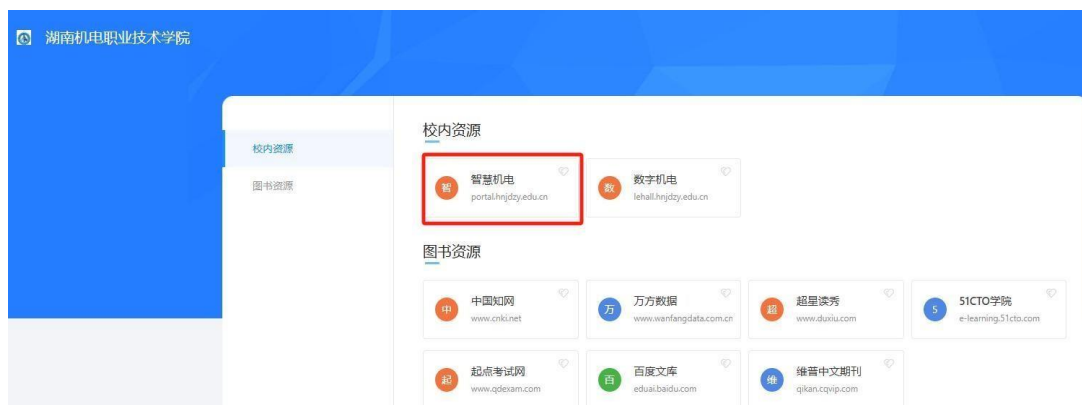 湖南机电职业技术学院
校内资源
图书资源
校内资源
智
智慧机电
portal.hnjdzy.edu.cn
数
数字机电
lehall.hnjdzy.edu.cn
图书资源
中
中国知网
www.cnki.net
万
万方数据
www.wanfangdata.com.cn
超
超星读秀
www.duxiu.com
5
51CTO学院
e-learning.51cto.com
起
起点考试网
www.qdexam.com
百
百度文库
eduai.baidu.com
维
维普中文期刊
qikan.cqvip.com